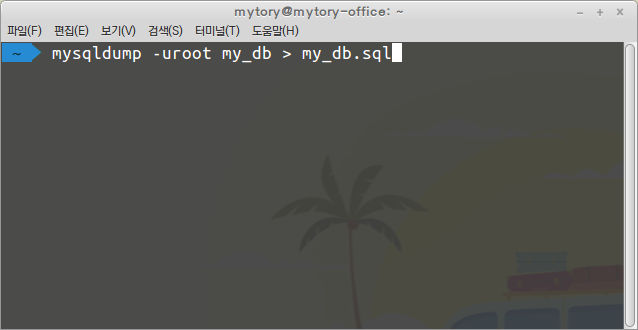 mytory@mytory-office: ~
파일(F) 편집(E) 보기(V) 검색(S) 터미널(T) 도움말(H)
~ mysqldump -uroot my_db > my_db.sql